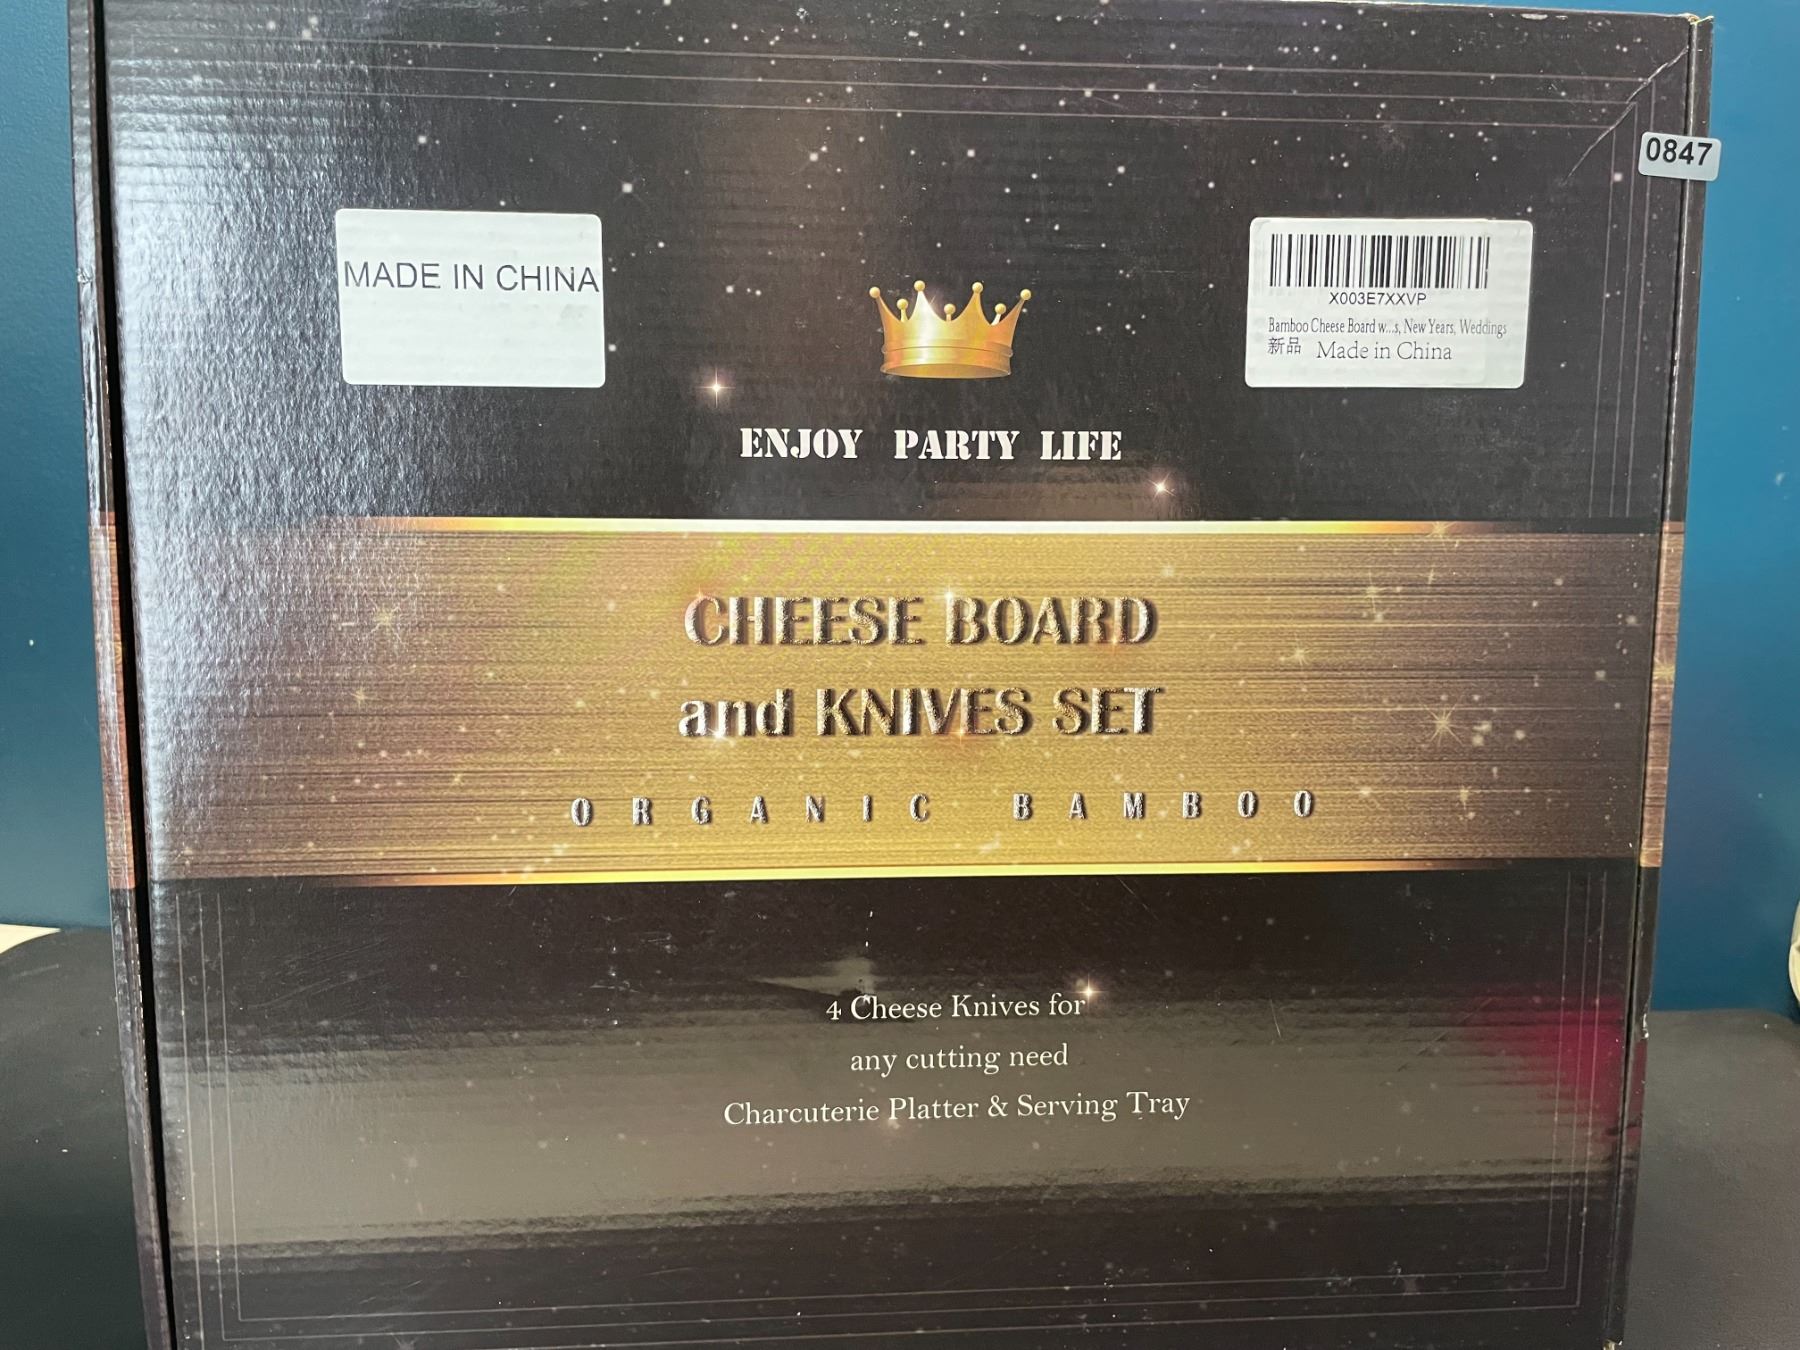 0847
MADE IN CHINA
X003E7XXVP
Bamboo Cheese Board w...s, New Years, Weddings
新品 Made in China
ENJOY PARTY LIFE
CHEESE BOARD
and KNIVES SET
ORGANIC BAMBOO
4 Cheese Knives for
any cutting need
Charcuterie Platter & Serving Tray